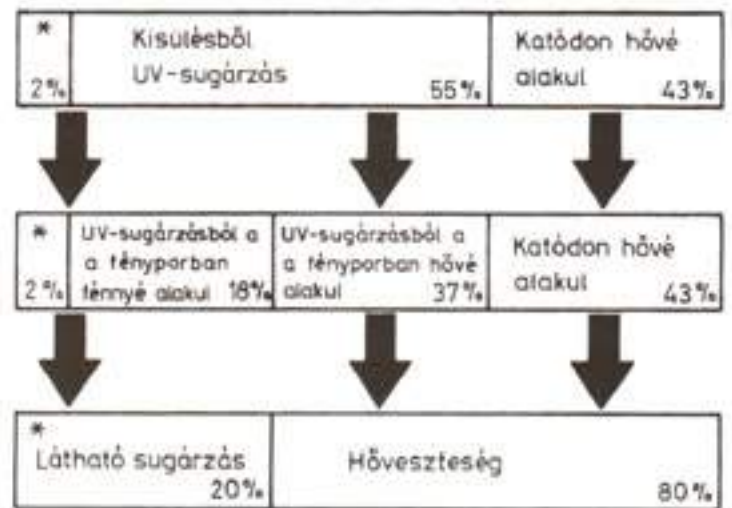 *
2%
Kisülésből
UV-sugárzás
55%
Katódon hővé
alakul
43%
*
2%
UV-sugárzásból a
a fényporban
fénnyé alakul 18%
UV-sugárzásból a
a fényporban hővé
alakul 37%
Katódon hővé
alakul
43%
*
Látható sugárzás
20%
Hőveszteség
80%